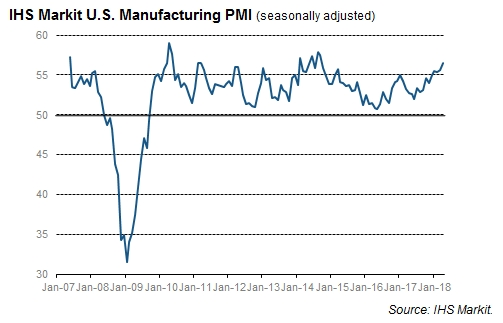 IHS Markit U.S. Manufacturing PMI (seasonally adjusted)
60
55
50
45
40
35
30
Jan-07 Jan-08 Jan-09 Jan-10 Jan-11 Jan-12 Jan-13 Jan-14 Jan-15 Jan-16 Jan-17 Jan-18
Source: IHS Markit.